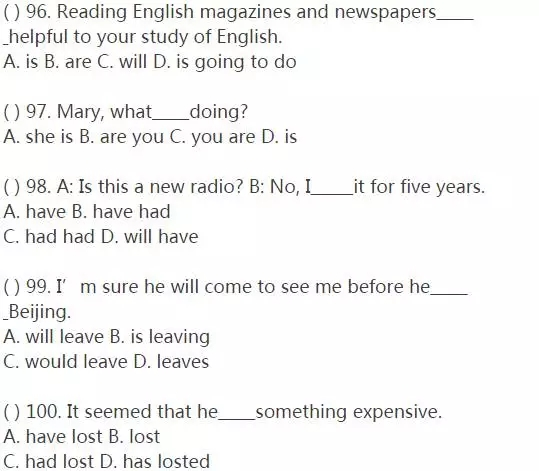 ( ) 96. Reading English magazines and newspapers____
_helpful to your study of English.
A. is B. are C. will D. is going to do
( ) 97. Mary, what____doing?
A. she is B. are you C. you are D. is
( ) 98. A: Is this a new radio? B: No, I____it for five years.
A. have B. have had
C. had had D. will have
( ) 99. I’m sure he will come to see me before he____
_Beijing.
A. will leave B. is leaving
C. would leave D. leaves
( ) 100. It seemed that he____something expensive.
A. have lost B. lost
C. had lost D. has losted